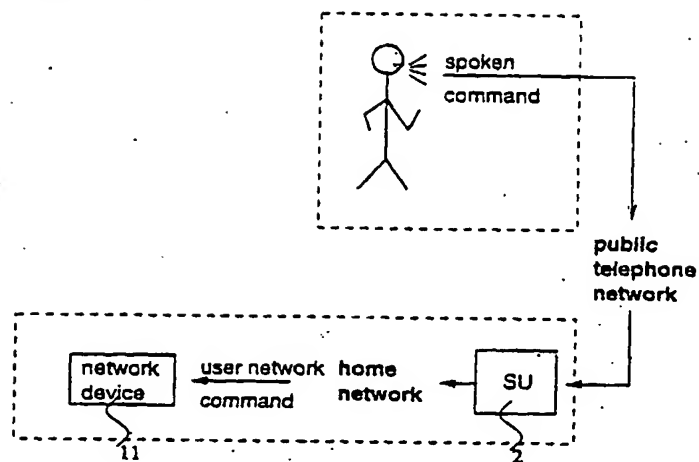 spoken
command
public
telephone
network
network
device
user network
command
home
network
SU
11
2